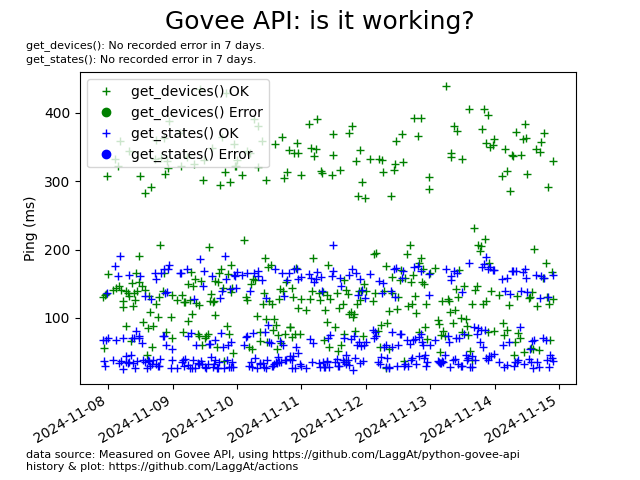 Govee API: is it working?
get_devices(): No recorded error in 7 days.
get_states(): No recorded error in 7 days.
get_devices() OK
get_devices() Error
get_states() OK
get_states() Error
400
300
200
100
Ping (ms)
2024-11-08
2024-11-09
2024-11-10
2024-11-11
2024-11-12
2024-11-13
2024-11-14
2024-11-15
data source: Measured on Govee API, using https://github.com/LaggAt/python-govee-api
history & plot: https://github.com/LaggAt/actions